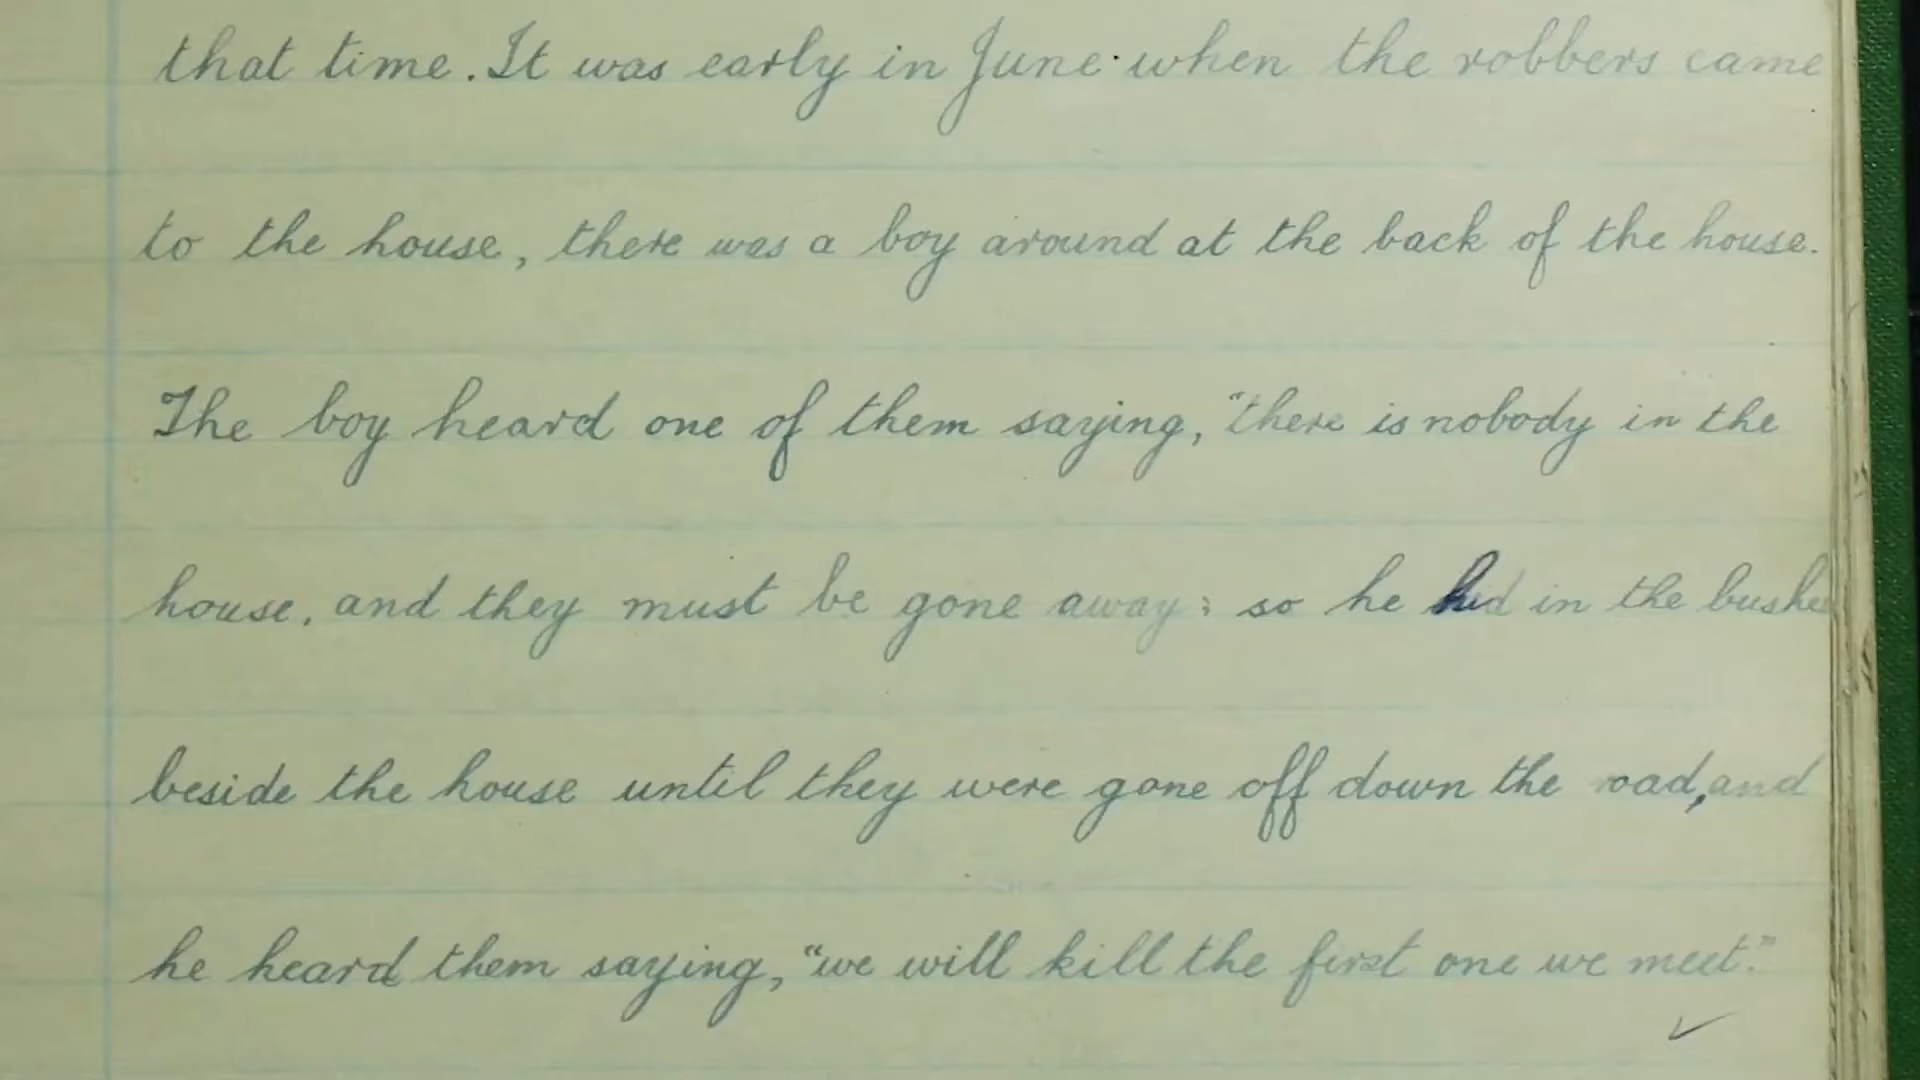 that time. It was early in June when the robbers came
to the house, there was a boy around at the back of the house.
The boy heard one of them saying, "there is nobody in the
house, and they must be gone away; so he hid in the bushe
beside the house until they were gone off down the road, and
he heard them saying, "we will kill the first one we meet."